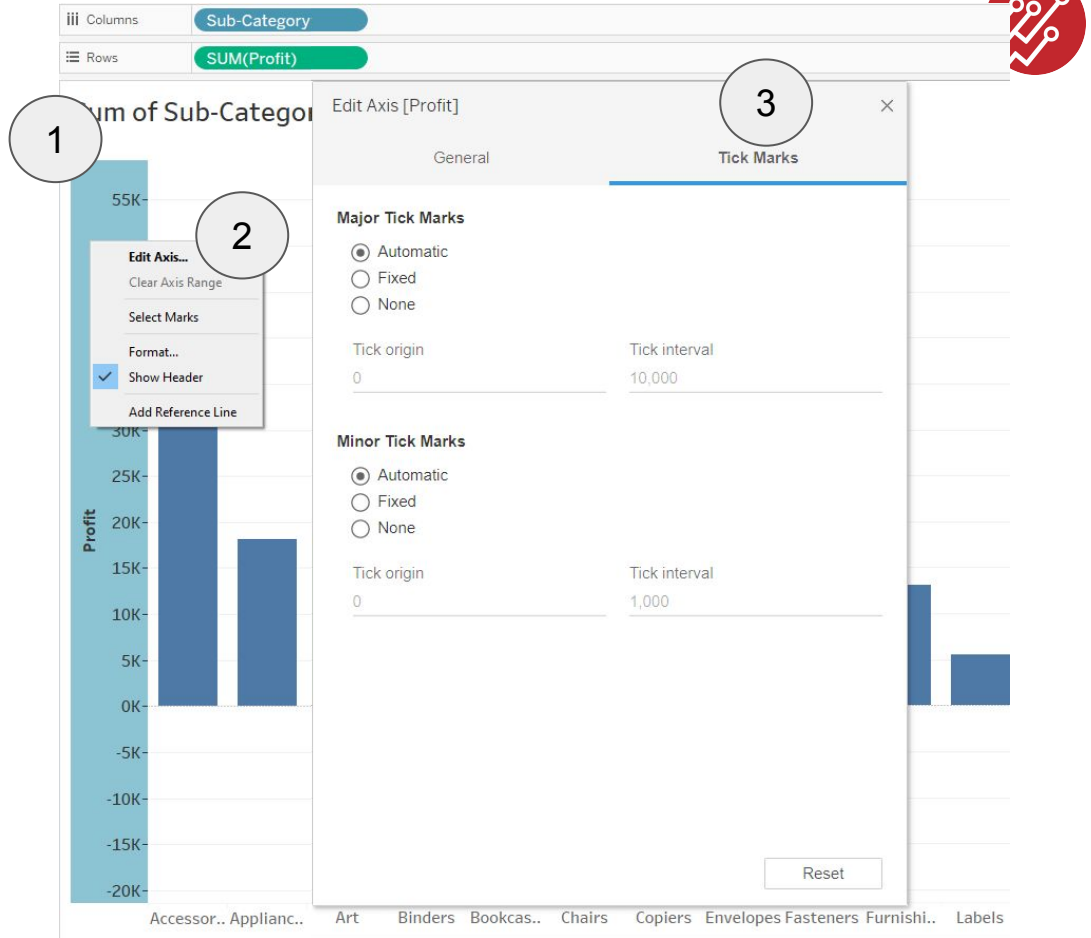 Columns Sub-Category
Rows SUM(Profit)
um of Sub-Categor
1
2
3
Edit Axis [Profit]
General Tick Marks
Major Tick Marks
Automatic
Fixed
None
Tick origin Tick interval
0 10,000
Minor Tick Marks
Automatic
Fixed
None
Tick origin Tick interval
0 1,000
Reset
Edit Axis...
Clear Axis Range
Select Marks
Format...
Show Header
Add Reference Line
Profit
55K
30K
25K
20K
15K
10K
5K
0K
-5K
-10K
-15K
-20K
Accessor.. Applianc.. Art Binders Bookcas.. Chairs Copiers Envelopes Fasteners Furnishi.. Labels